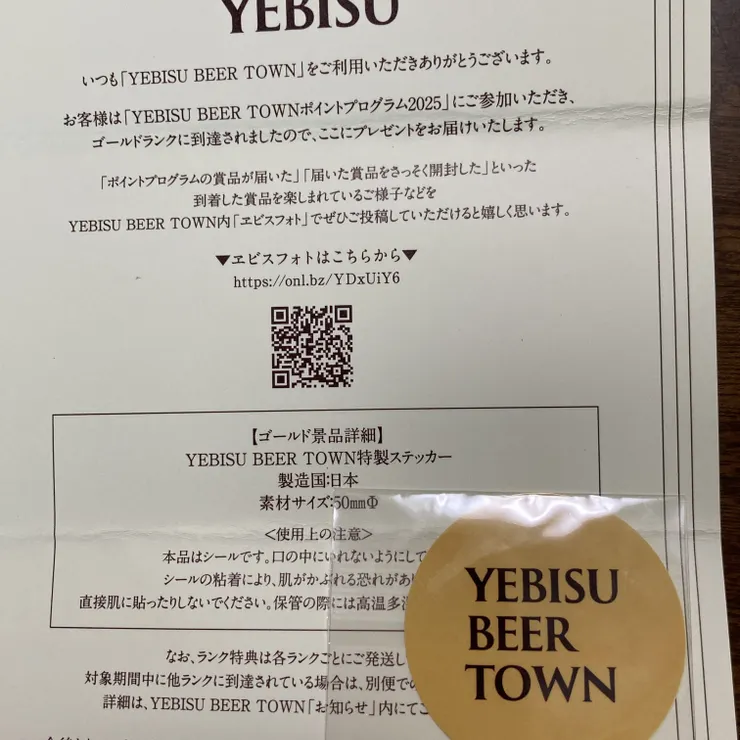 YEBISU
いつも「YEBISU BEER TOWN」をご利用いただきありがとうございます。
お客様は「YEBISU BEER TOWNポイントプログラム2025」にご参加いただき、
ゴールドランクに到達されましたので、ここにプレゼントをお届けいたします。
「ポイントプログラムの賞品が届いた」「届いた賞品をさっそく開封した」といった
到着した賞品を楽しまれているご様子などを
YEBISU BEER TOWN内「ヱビスフォト」でぜひご投稿していただけると嬉しく思います。
▼ヱビスフォトはこちらから▼
https://onl.bz/YDxUiY6
【ゴールド景品詳細】
YEBISU BEER TOWN特製ステッカー
製造国:日本
素材サイズ:50mmΦ
<使用上の注意>
本品はシールです。口の中にいれないようにして
シールの粘着により、肌がかぶれる恐れがあ
直接肌に貼ったりしないでください。保管の際には高温多
なお、ランク特典は各ランクごとにご発送し
対象期間中に他ランクに到達されている場合は、別便での
詳細は、YEBISU BEER TOWN「お知らせ」内にてご
YEBISU
BEER
TOWN